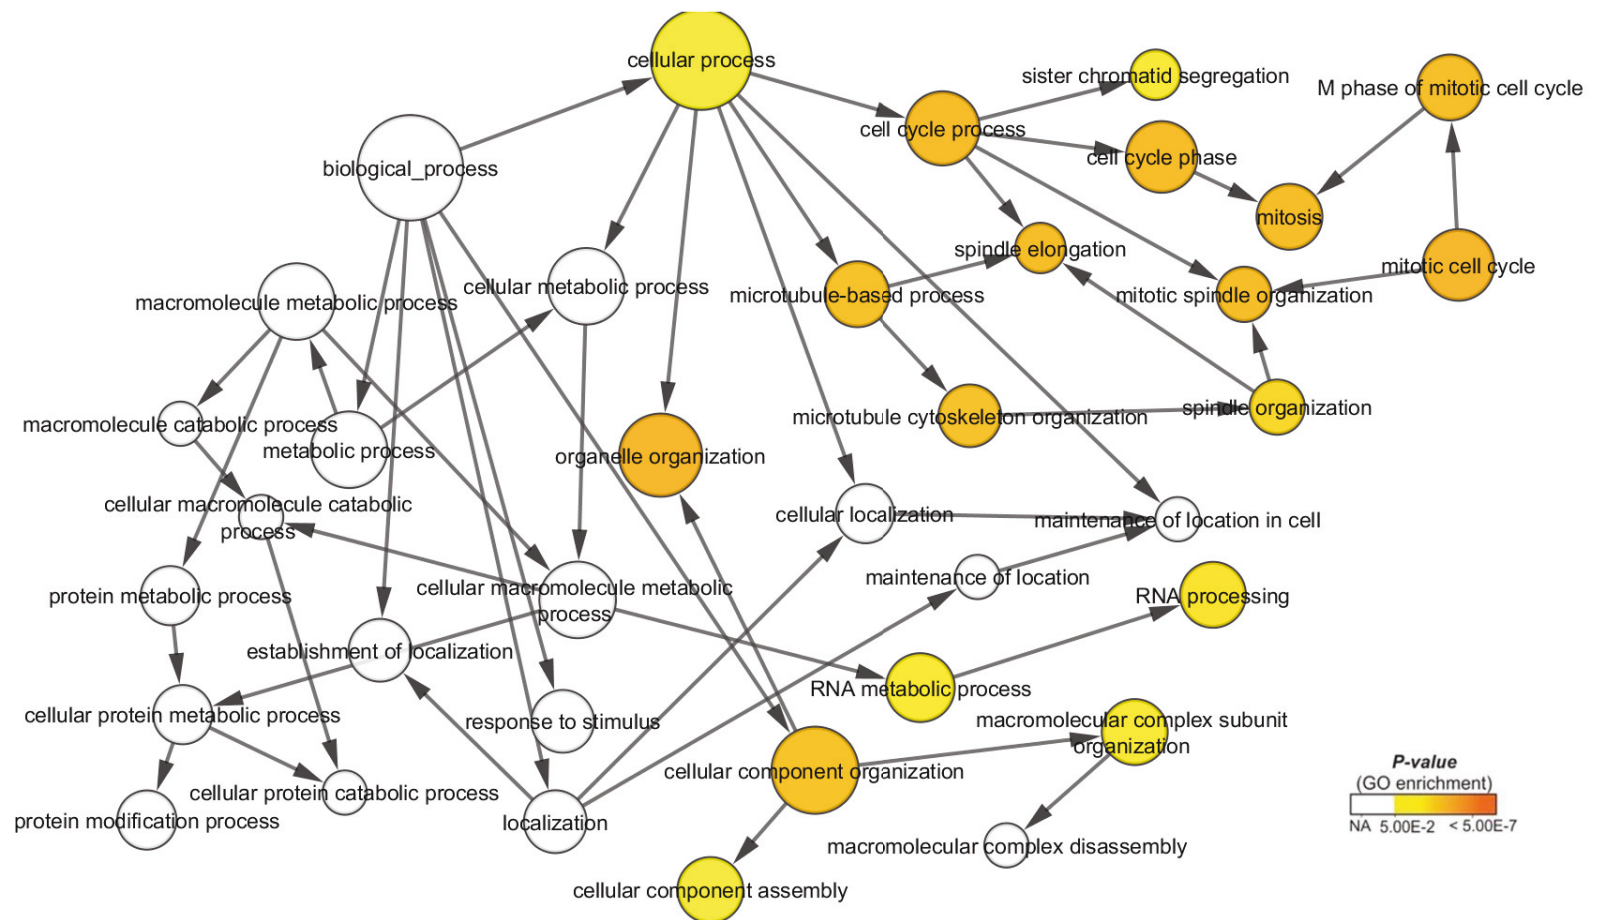 cellular process
sister chromatid segregation
M phase of mitotic cell cycle
cell cycle process
cell cycle phase
biological_process
mitosis
spindle elongation
mitotic cell cycle
cellular metabolic process
macromolecule metabolic process
microtubule-based process
mitotic spindle organization
spindle organization
microtubule cytoskeleton organization
macromolecule catabolic process
metabolic process
organelle organization
cellular macromolecule catabolic
process
cellular localization
maintenance of location in cell
maintenance of location
cellular macromolecule metabolic
process
protein metabolic process
RNA processing
establishment of localization
RNA metabolic process
cellular protein metabolic process
response to stimulus
macromolecular complex subunit
organization
cellular component organization
cellular protein catabolic process
protein modification process
localization
macromolecular complex disassembly
cellular component assembly
P-value
(GO enrichment)
NA 5.00E-2 < 5.00E-7